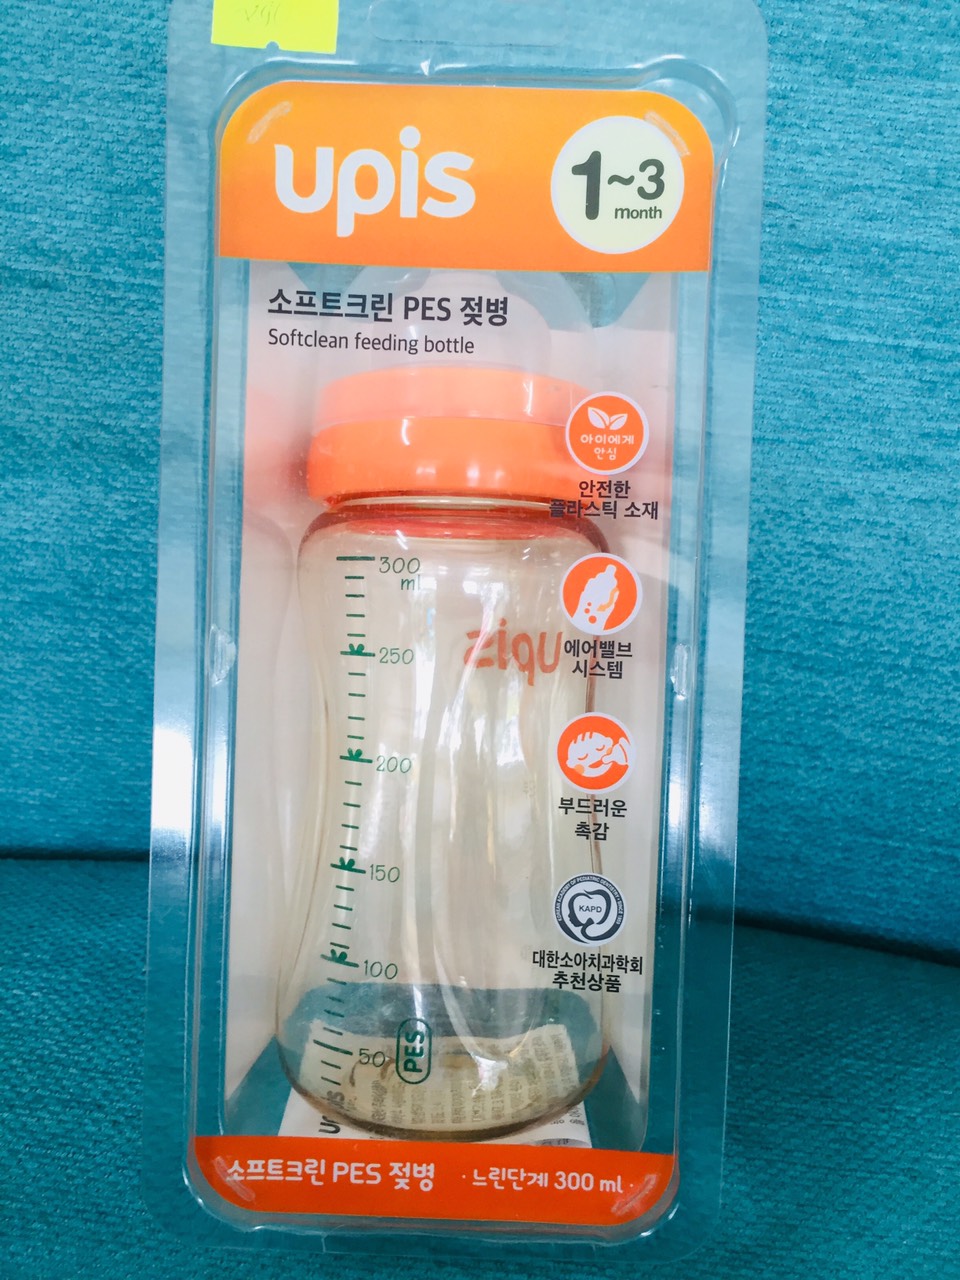 upis
1~3
month
소프트크린 PES 젖병
Softclean feeding bottle
아이에게
안심
안전한
플라스틱 소재
300
ml
250
upis
에어밸브
시스템
200
부드러운
촉감
150
KAPD
대한소아치과학회
추천상품
100
50
PES
upis
소프트크린 PES 젖병 · 느린단계 300 ml ·